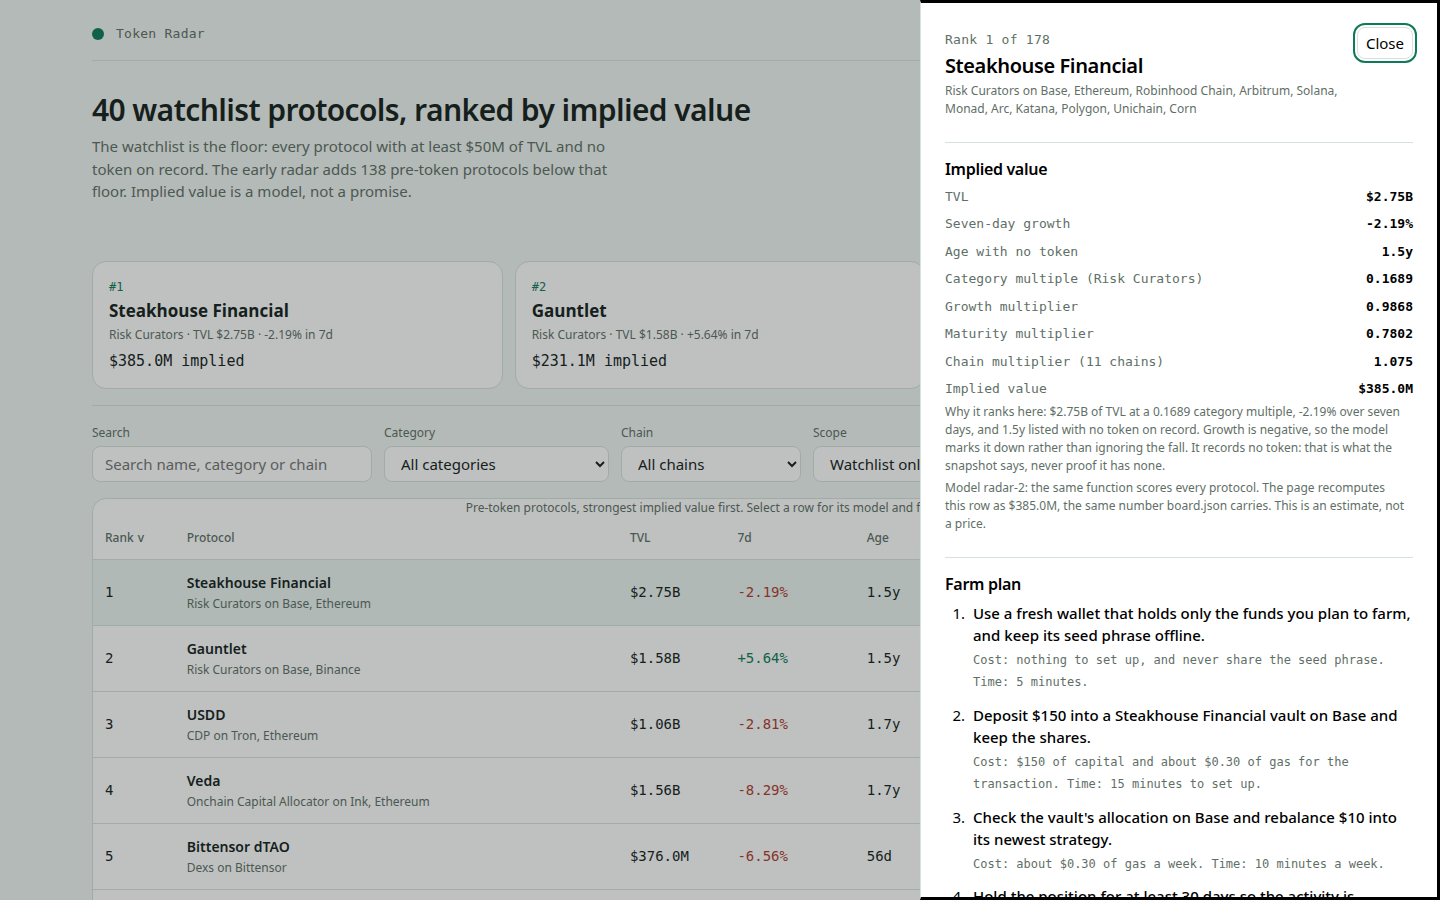 Token Radar
40 watchlist protocols, ranked by implied value
The watchlist is the floor: every protocol with at least $50M of TVL and no
token on record. The early radar adds 138 pre-token protocols below that
floor. Implied value is a model, not a promise.
#1
Steakhouse Financial
Risk Curators · TVL $2.75B · -2.19% in 7d
$385.0M implied
#2
Gauntlet
Risk Curators · TVL $1.58B · +5.64% in 7d
$231.1M implied
Search
Category
Chain
Scope
Search name, category or chain
All categories
All chains
Watchlist onl
Pre-token protocols, strongest implied value first. Select a row for its model and f
Rank v
Protocol
TVL
7d
Age
1
Steakhouse Financial
Risk Curators on Base, Ethereum
$2.75B
-2.19%
1.5y
2
Gauntlet
Risk Curators on Base, Binance
$1.58B
+5.64%
1.5y
3
USDD
CDP on Tron, Ethereum
$1.06B
-2.81%
1.7y
4
Veda
Onchain Capital Allocator on Ink, Ethereum
$1.56B
-8.29%
1.7y
5
Bittensor dTAO
Dexs on Bittensor
$376.0M
-6.56%
56d
Rank 1 of 178
Close
Steakhouse Financial
Risk Curators on Base, Ethereum, Robinhood Chain, Arbitrum, Solana,
Monad, Arc, Katana, Polygon, Unichain, Corn
Implied value
TVL $2.75B
Seven-day growth -2.19%
Age with no token 1.5y
Category multiple (Risk Curators) 0.1689
Growth multiplier 0.9868
Maturity multiplier 0.7802
Chain multiplier (11 chains) 1.075
Implied value $385.0M
Why it ranks here: $2.75B of TVL at a 0.1689 category multiple, -2.19% over seven
days, and 1.5y listed with no token on record. Growth is negative, so the model
marks it down rather than ignoring the fall. It records no token: that is what the
snapshot says, never proof it has none.
Model radar-2: the same function scores every protocol. The page recomputes
this row as $385.0M, the same number board.json carries. This is an estimate, not
a price.
Farm plan
1. Use a fresh wallet that holds only the funds you plan to farm,
and keep its seed phrase offline.
Cost: nothing to set up, and never share the seed phrase.
Time: 5 minutes.
2. Deposit $150 into a Steakhouse Financial vault on Base and
keep the shares.
Cost: $150 of capital and about $0.30 of gas for the
transaction. Time: 15 minutes to set up.
3. Check the vault's allocation on Base and rebalance $10 into
its newest strategy.
Cost: about $0.30 of gas a week. Time: 10 minutes a week.
4. Hold the position for at least 30 days so the activity is